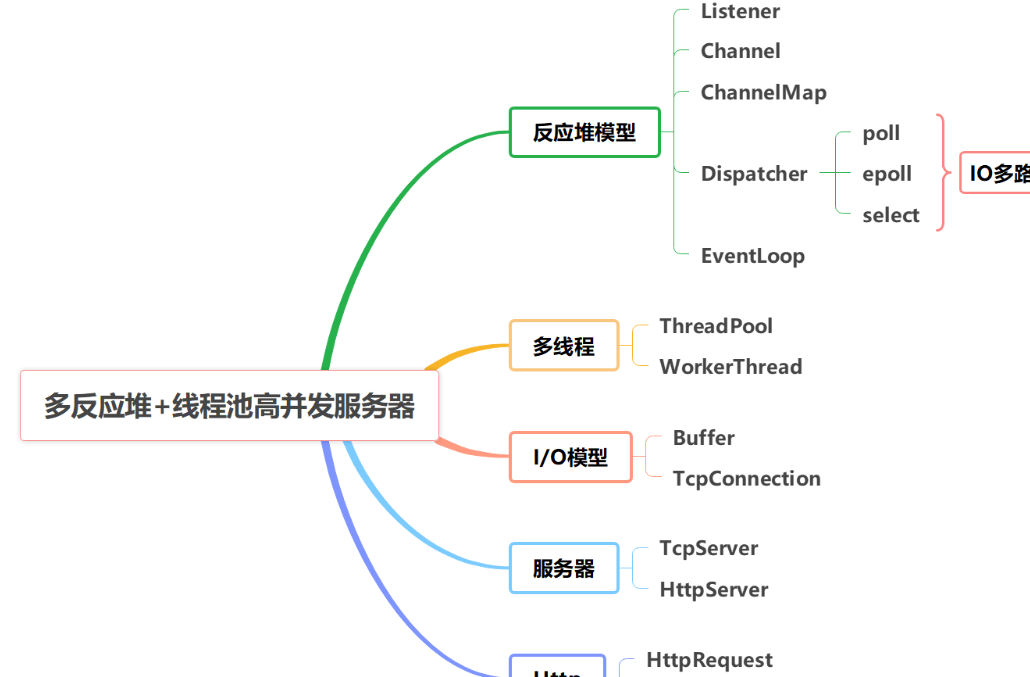 多反应堆+线程池高并发服务器
反应堆模型
Listener
Channel
ChannelMap
Dispatcher
poll
epoll
select
IO多路
EventLoop
多线程
ThreadPool
WorkerThread
I/O模型
Buffer
TcpConnection
服务器
TcpServer
HttpServer
Http
HttpRequest